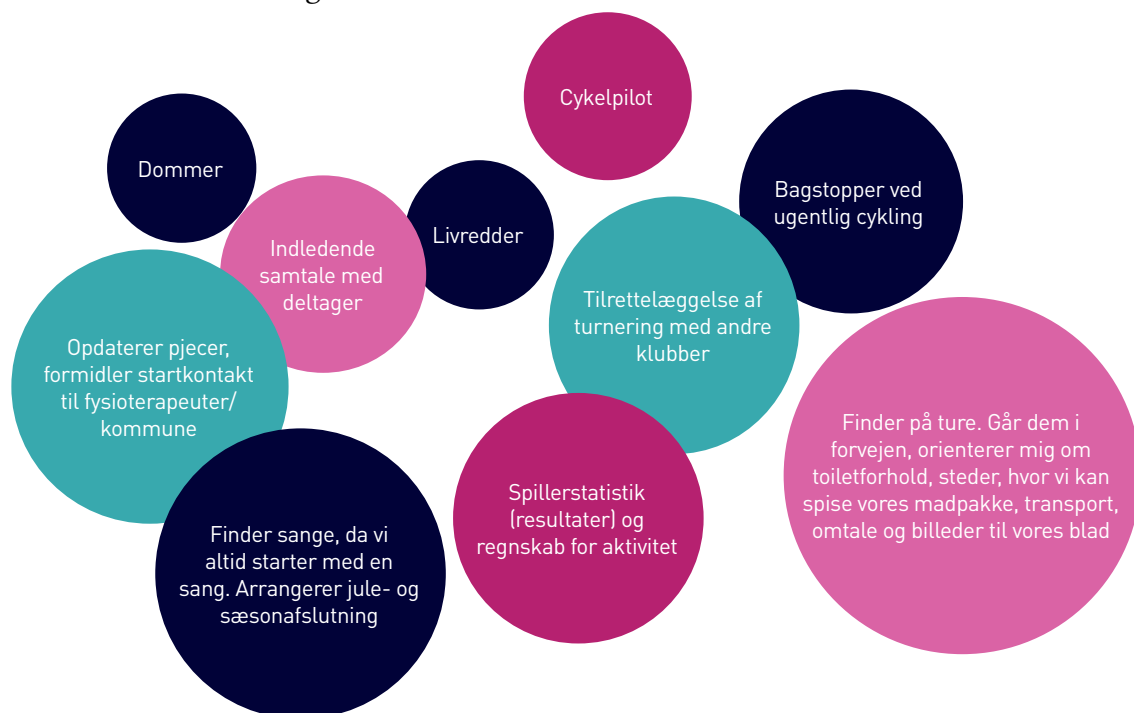 Cykelpilot
Dommer
Bagstopper ved
ugentlig cykling
Livredder
Indledende
samtale med
deltager
Tilrettelæggelse af
turnering med andre
klubber
Opdaterer pjecer,
formidler startkontakt
til fysioterapeuter/
kommune
Finder på ture. Går dem i
forvejen, orienterer mig om
toiletforhold, steder, hvor vi kan
spise vores madpakke, transport,
omtale og billeder til vores blad
Spillerstatistik
(resultater) og
regnskab for aktivitet
Finder sange, da vi
altid starter med en
sang. Arrangerer jule- og
sæsonafslutning